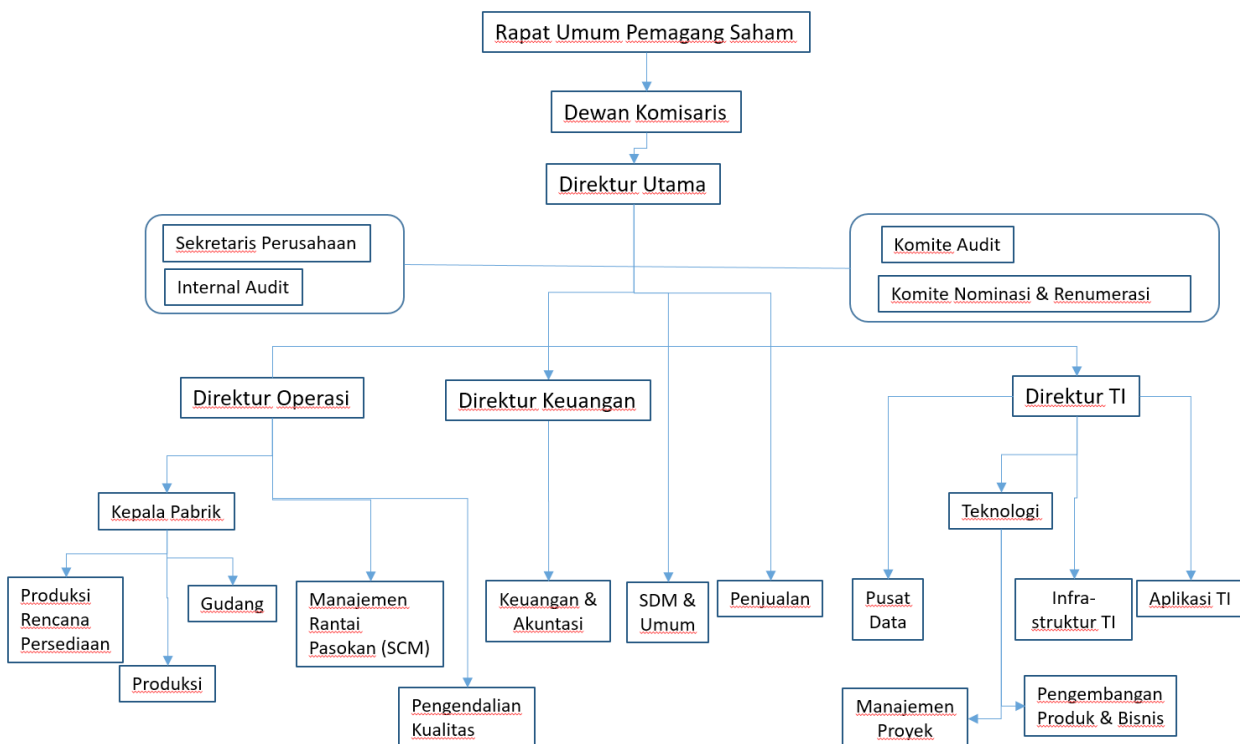 Rapat Umum Pemagang Saham
Dewan Komisaris
Direktur Utama
Sekretaris Perusahaan
Internal Audit
Komite Audit
Komite Nominasi & Renumerasi
Direktur Operasi
Direktur Keuangan
Direktur TI
Kepala Pabrik
Teknologi
Produksi
Rencana
Persediaan
Gudang
Produksi
Manajemen
Rantai
Pasokan (SCM)
Pengendalian
Kualitas
Keuangan &
Akuntasi
SDM &
Umum
Penjualan
Pusat
Data
Infra-
struktur TI
Aplikasi TI
Manajemen
Proyek
Pengembangan
Produk & Bisnis